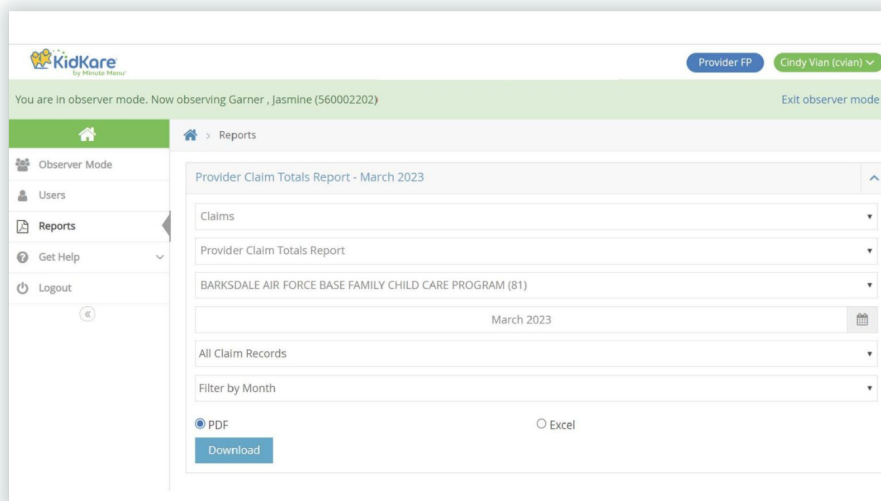 KidKare
by Minute Menu
Provider FP
Cindy Vian (cvian)
You are in observer mode. Now observing Garner , Jasmine (560002202)
Exit observer mode
> Reports
Observer Mode
Users
Reports
Get Help
Logout
Provider Claim Totals Report - March 2023
Claims
Provider Claim Totals Report
BARKSDALE AIR FORCE BASE FAMILY CHILD CARE PROGRAM (81)
March 2023
All Claim Records
Filter by Month
PDF
Excel
Download